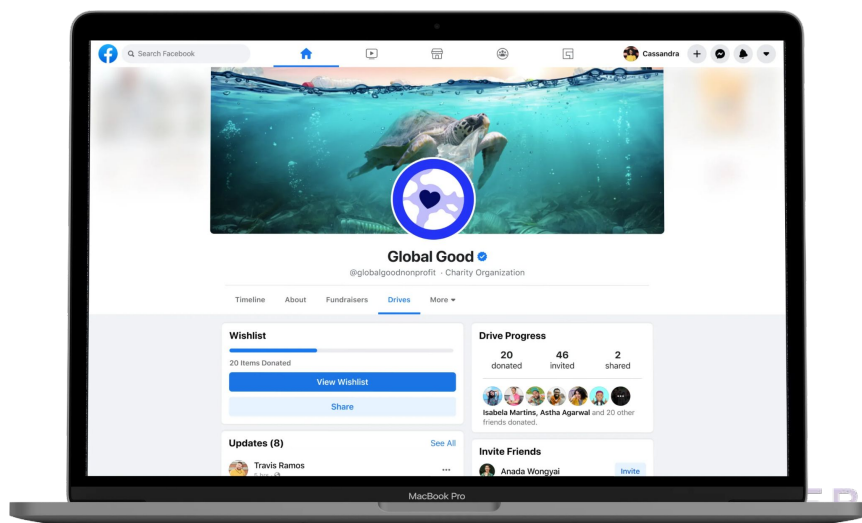 Search Facebook
Cassandra
Global Good
@globalgoodnonprofit · Charity Organization
Timeline About Fundraisers Drives More
Wishlist
20 Items Donated
View Wishlist
Share
Updates (8) See All
Travis Ramos
5 hrs
Drive Progress
20 46 2
donated invited shared
Isabela Martins, Astha Agarwal and 20 other
friends donated.
Invite Friends
Anada Wongyai Invite
MacBook Pro